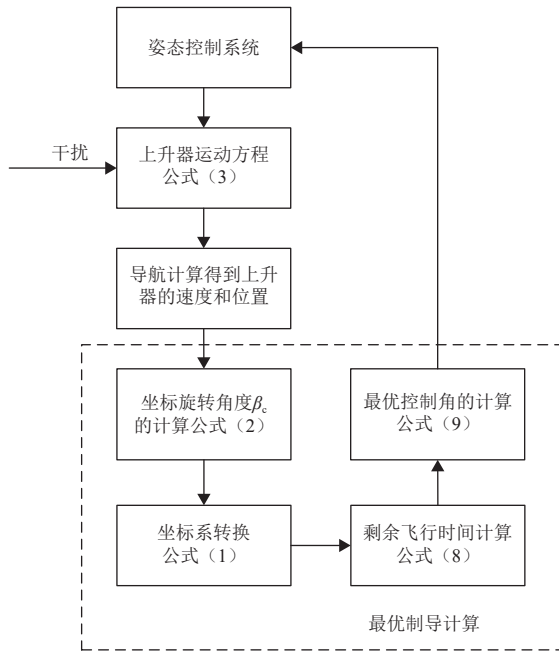 姿态控制系统
干扰
上升器运动方程
公式（3）
导航计算得到上升
器的速度和位置
坐标旋转角度βc
的计算公式（2）
最优控制角的计算
公式（9）
坐标系转换
公式（1）
剩余飞行时间计算
公式（8）
最优制导计算